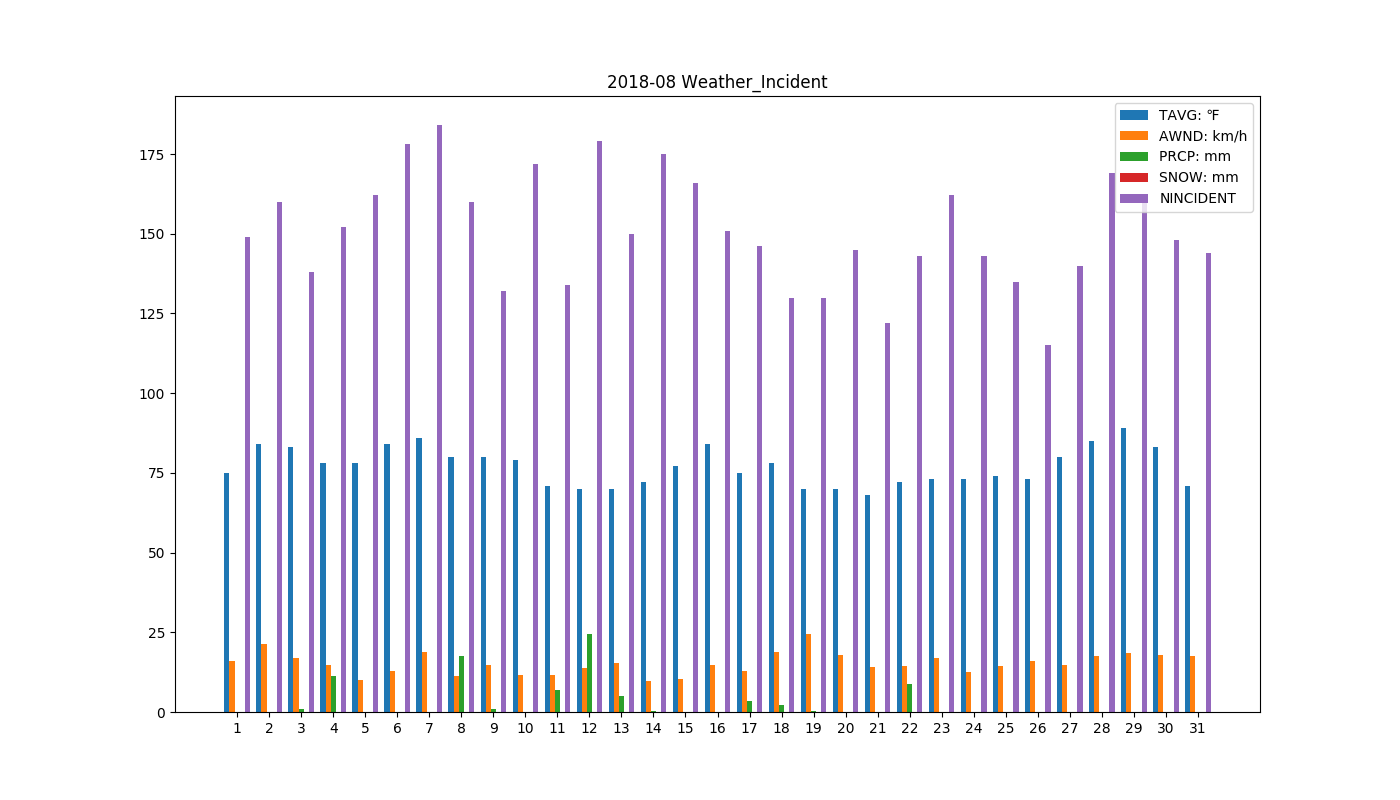 2018-08 Weather_Incident
TAVG: °F
AWND: km/h
PRCP: mm
SNOW: mm
NINCIDENT
175
150
125
100
75
50
25
0
1 2 3 4 5 6 7 8 9 10 11 12 13 14 15 16 17 18 19 20 21 22 23 24 25 26 27 28 29 30 31